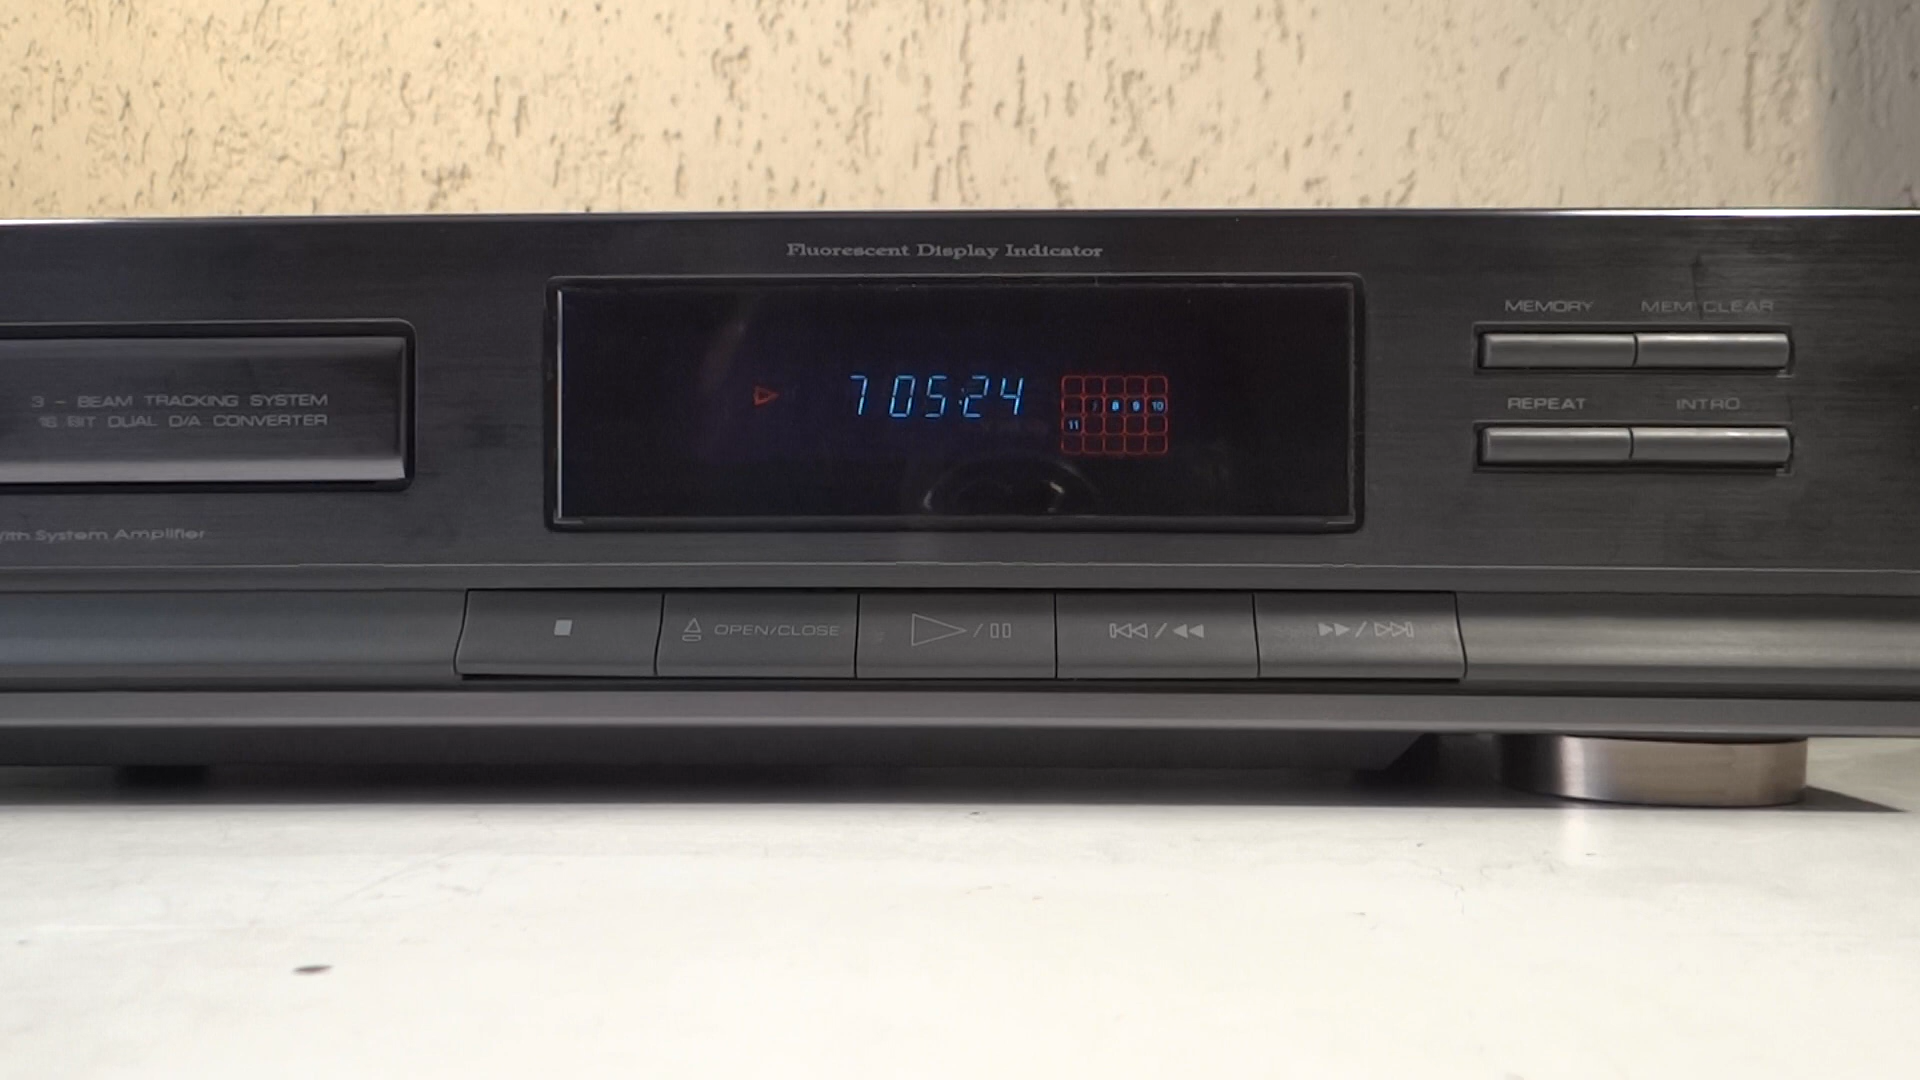 Fluorescent Display Indicator
MEMORY MEM CLEAR
7 05:24
7 8 9 10
11
3 - BEAM TRACKING SYSTEM
16 BIT DUAL D/A CONVERTER
REPEAT INTRO
With System Amplifier
OPEN/CLOSE